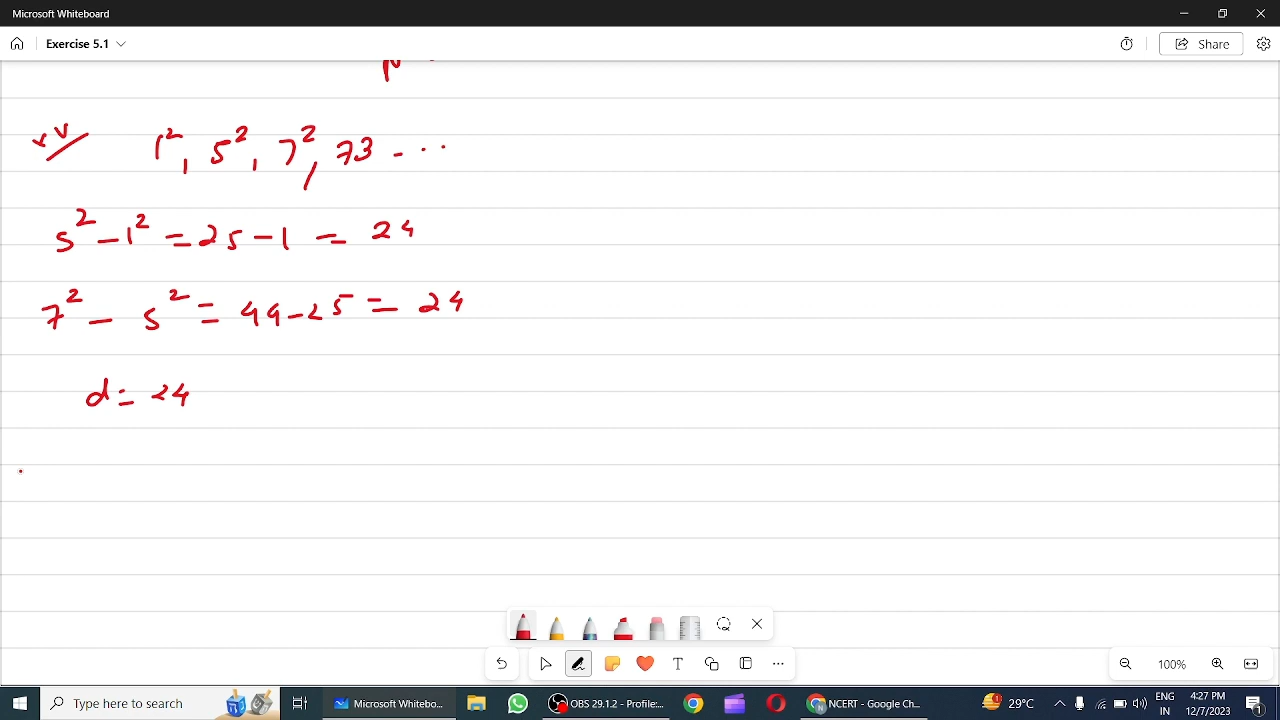 Microsoft Whiteboard
Exercise 5.1
Share
xv 1², 5², 7², 73 - ...
5² - 1² = 25 - 1 = 24
7² - 5² = 49 - 25 = 24
d = 24
T
100%
Type here to search
Microsoft Whitebo...
OBS 29.1.2 - Profile:...
NCERT - Google Ch...
29°C
ENG
IN
4:27 PM
12/7/2023